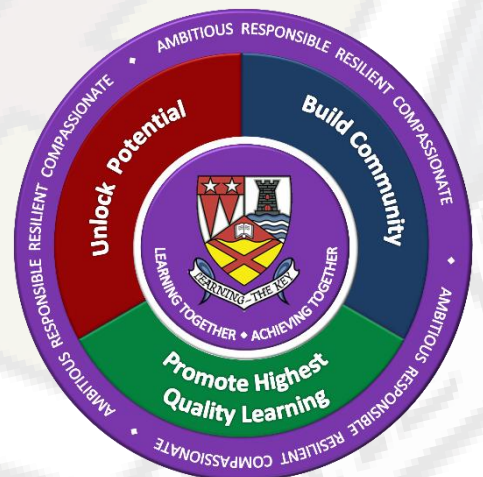 AMBITIOUS RESPONSIBLE RESILIENT COMPASSIONATE
♦ AMBITIOUS RESPONSIBLE RESILIENT COMPASSIONATE
♦ AMBITIOUS RESPONSIBLE RESILIENT COMPASSIONATE ♦
Unlock Potential
Build Community
Promote Highest
Quality Learning
LEARNING TOGETHER ♦ ACHIEVING TOGETHER
LEARNING-THE KEY